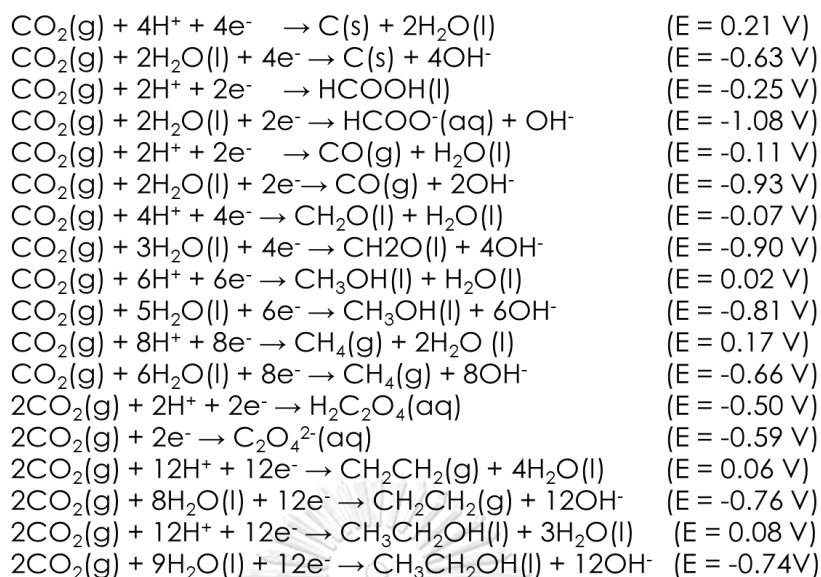 CO₂(g) + 4H⁺ + 4e⁻ → C(s) + 2H₂O(l) (E = 0.21 V)
CO₂(g) + 2H₂O(l) + 4e⁻ → C(s) + 4OH⁻ (E = -0.63 V)
CO₂(g) + 2H⁺ + 2e⁻ → HCOOH(l) (E = -0.25 V)
CO₂(g) + 2H₂O(l) + 2e⁻ → HCOO⁻(aq) + OH⁻ (E = -1.08 V)
CO₂(g) + 2H⁺ + 2e⁻ → CO(g) + H₂O(l) (E = -0.11 V)
CO₂(g) + 2H₂O(l) + 2e⁻ → CO(g) + 2OH⁻ (E = -0.93 V)
CO₂(g) + 4H⁺ + 4e⁻ → CH₂O(l) + H₂O(l) (E = -0.07 V)
CO₂(g) + 3H₂O(l) + 4e⁻ → CH2O(l) + 4OH⁻ (E = -0.90 V)
CO₂(g) + 6H⁺ + 6e⁻ → CH₃OH(l) + H₂O(l) (E = 0.02 V)
CO₂(g) + 5H₂O(l) + 6e⁻ → CH₃OH(l) + 6OH⁻ (E = -0.81 V)
CO₂(g) + 8H⁺ + 8e⁻ → CH₄(g) + 2H₂O (l) (E = 0.17 V)
CO₂(g) + 6H₂O(l) + 8e⁻ → CH₄(g) + 8OH⁻ (E = -0.66 V)
2CO₂(g) + 2H⁺ + 2e⁻ → H₂C₂O₄(aq) (E = -0.50 V)
2CO₂(g) + 2e⁻ → C₂O₄²⁻(aq) (E = -0.59 V)
2CO₂(g) + 12H⁺ + 12e⁻ → CH₂CH₂(g) + 4H₂O(l) (E = 0.06 V)
2CO₂(g) + 8H₂O(l) + 12e⁻ → CH₂CH₂(g) + 12OH⁻ (E = -0.76 V)
2CO₂(g) + 12H⁺ + 12e⁻ → CH₃CH₂OH(l) + 3H₂O(l) (E = 0.08 V)
2CO₂(g) + 9H₂O(l) + 12e⁻ → CH₃CH₂OH(l) + 12OH⁻ (E = -0.74V)